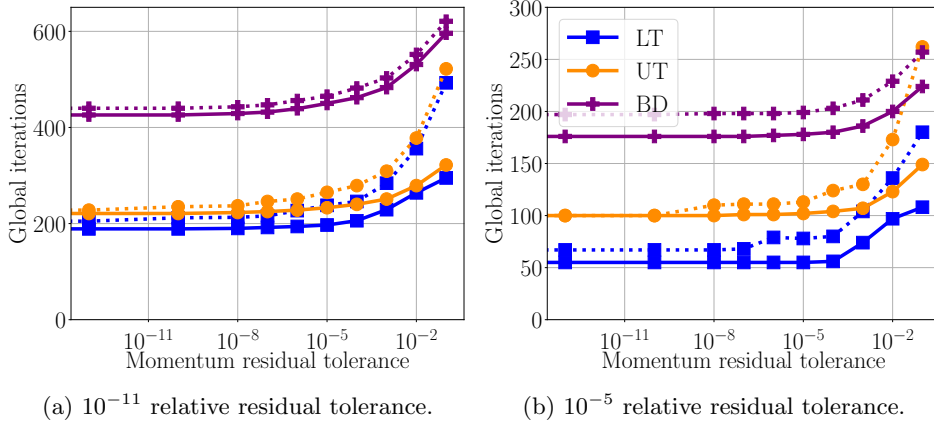 600
400
200
0
Global iterations
10−11
10−8
10−5
10−2
Momentum residual tolerance
(a) 10−11 relative residual tolerance.
300
250
200
150
100
50
0
Global iterations
LT
UT
BD
10−11
10−8
10−5
10−2
Momentum residual tolerance
(b) 10−5 relative residual tolerance.